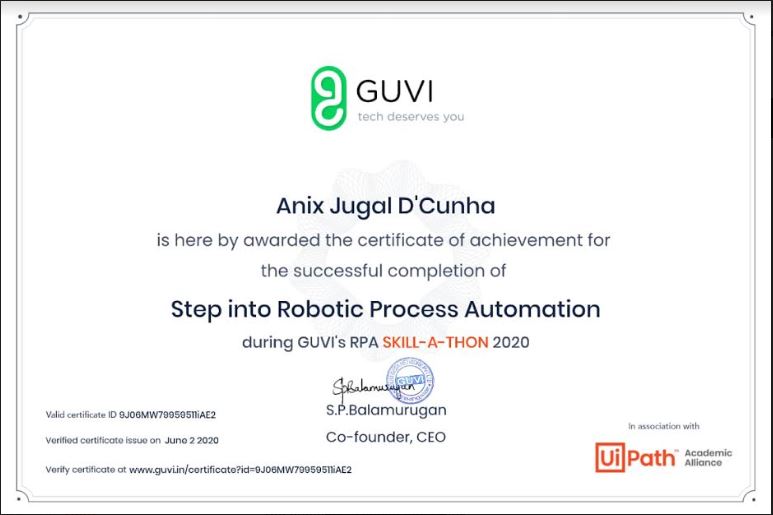 GUVI
tech deserves you
Anix Jugal D'Cunha
is here by awarded the certificate of achievement for
the successful completion of
Step into Robotic Process Automation
during GUVI's RPA SKILL-A-THON 2020
SPBalamurugan
GUVI
S.P.Balamurugan
Co-founder, CEO
Valid certificate ID 9J06MW79959511iAE2
Verified certificate issue on June 2 2020
Verify certificate at www.guvi.in/certificate?id=9J06MW79959511iAE2
In association with
UiPath™ Academic
Alliance